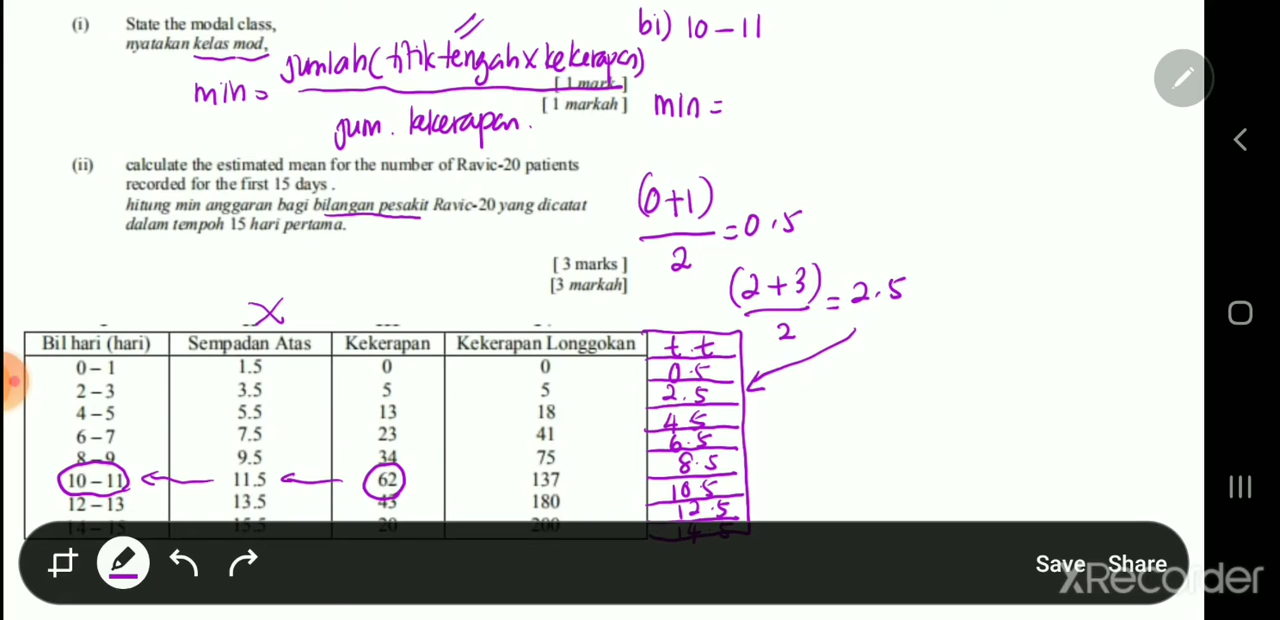 (i) State the modal class, bi) 10 – 11
nyatakan kelas mod,
min = jumlah (titik tengah x kekerapan)
jum. kekerapan.
[ 1 mark ]
[ 1 markah ] min =
(ii) calculate the estimated mean for the number of Ravic-20 patients
recorded for the first 15 days .
hitung min anggaran bagi bilangan pesakit Ravic-20 yang dicatat
dalam tempoh 15 hari pertama.
(0+1)
2
=0.5
[ 3 marks ]
[3 markah]
(2+3)
2
=2.5
X
Bil hari (hari) Sempadan Atas Kekerapan Kekerapan Longgokan t.t
0 – 1 1.5 0 0 0.5
2 – 3 3.5 5 5 2.5
4 – 5 5.5 13 18 4.5
6 – 7 7.5 23 41 6.5
8 – 9 9.5 34 75 8.5
10 – 11 11.5 62 137 10.5
12 – 13 13.5 43 180 12.5
14 – 15 15.5 20 200 14.5
Save Share
XRecorder